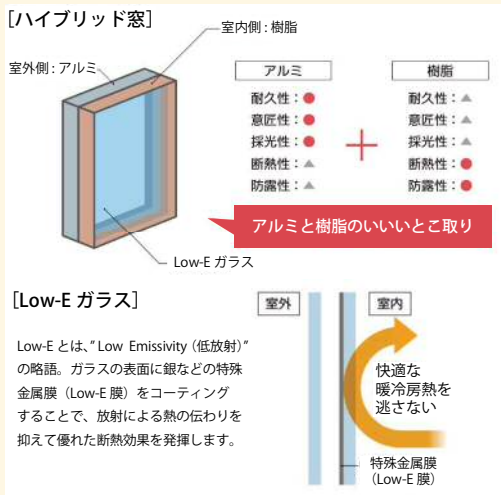 [ハイブリッド窓]
室内側：樹脂
室外側：アルミ
Low-E ガラス
アルミ
耐久性：●
意匠性：●
採光性：●
断熱性：▲
防露性：▲
＋
樹脂
耐久性：▲
意匠性：▲
採光性：▲
断熱性：●
防露性：●
アルミと樹脂のいいいとこ取り
[Low-E ガラス]
Low-E とは、"Low Emissivity（低放射）"
の略語。ガラスの表面に銀などの特殊
金属膜（Low-E 膜）をコーティング
することで、放射による熱の伝わりを
抑えて優れた断熱効果を発揮します。
室外
室内
快適な
暖冷房熱を
逃さない
特殊金属膜
（Low-E 膜）